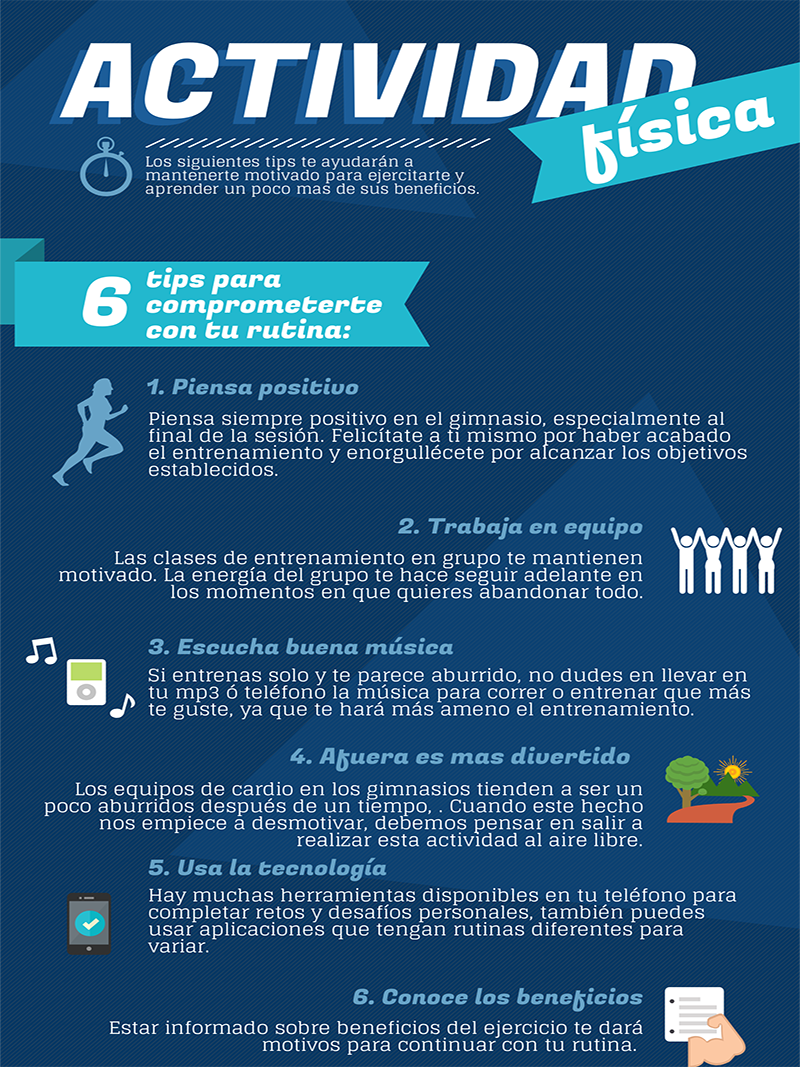 ACTIVIDAD
física
Los siguientes tips te ayudarán a
mantenerte motivado para ejercitarte y
aprender un poco mas de sus beneficios.
6 tips para
comprometerte
con tu rutina:
1. Piensa positivo
Piensa siempre positivo en el gimnasio, especialmente al
final de la sesión. Felicítate a ti mismo por haber acabado
el entrenamiento y enorgullécete por alcanzar los objetivos
establecidos.
2. Trabaja en equipo
Las clases de entrenamiento en grupo te mantienen
motivado. La energía del grupo te hace seguir adelante en
los momentos en que quieres abandonar todo.
3. Escucha buena música
Si entrenas solo y te parece aburrido, no dudes en llevar en
tu mp3 ó teléfono la música para correr o entrenar que más
te guste, ya que te hará más ameno el entrenamiento.
4. Afuera es mas divertido
Los equipos de cardio en los gimnasios tienden a ser un
poco aburridos después de un tiempo, . Cuando este hecho
nos empiece a desmotivar, debemos pensar en salir a
realizar esta actividad al aire libre.
5. Usa la tecnología
Hay muchas herramientas disponibles en tu teléfono para
completar retos y desafíos personales, también puedes
usar aplicaciones que tengan rutinas diferentes para
variar.
6. Conoce los beneficios
Estar informado sobre beneficios del ejercicio te dará
motivos para continuar con tu rutina.